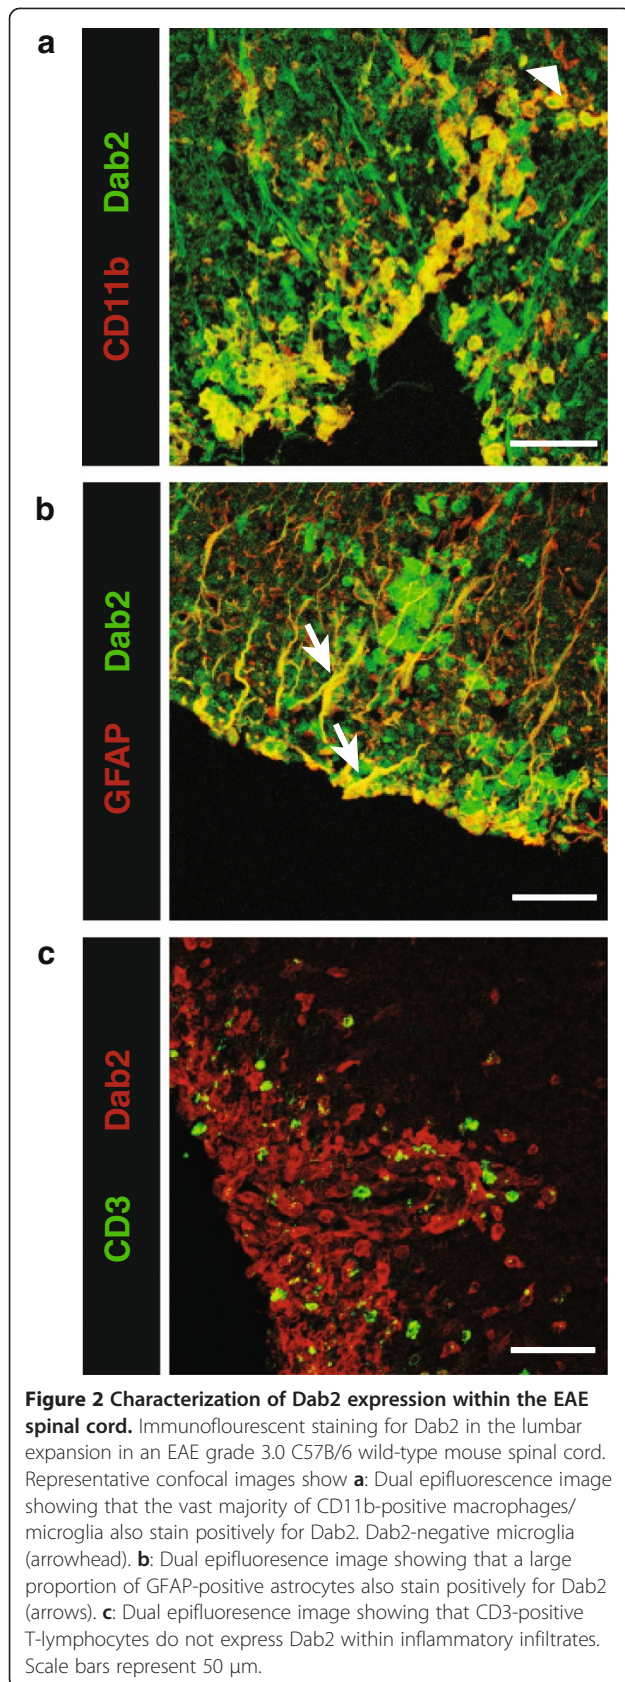 a
Dab2
CD11b
b
Dab2
GFAP
c
Dab2
CD3
Figure 2 Characterization of Dab2 expression within the EAE
spinal cord. Immunoflourescent staining for Dab2 in the lumbar
expansion in an EAE grade 3.0 C57B/6 wild-type mouse spinal cord.
Representative confocal images show a: Dual epifluorescence image
showing that the vast majority of CD11b-positive macrophages/
microglia also stain positively for Dab2. Dab2-negative microglia
(arrowhead). b: Dual epifluoresence image showing that a large
proportion of GFAP-positive astrocytes also stain positively for Dab2
(arrows). c: Dual epifluoresence image showing that CD3-positive
T-lymphocytes do not express Dab2 within inflammatory infiltrates.
Scale bars represent 50 μm.